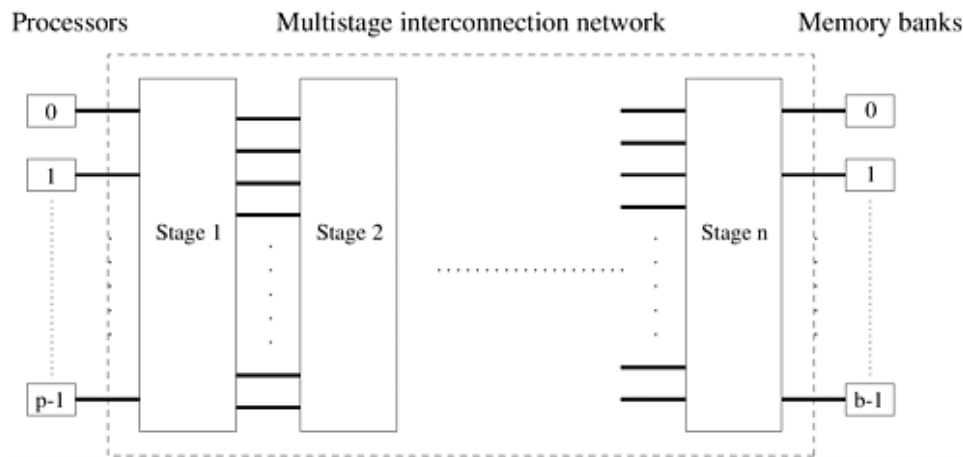 Processors
Multistage interconnection network
Memory banks
0
0
1
1
Stage 1
Stage 2
Stage n
p-1
b-1